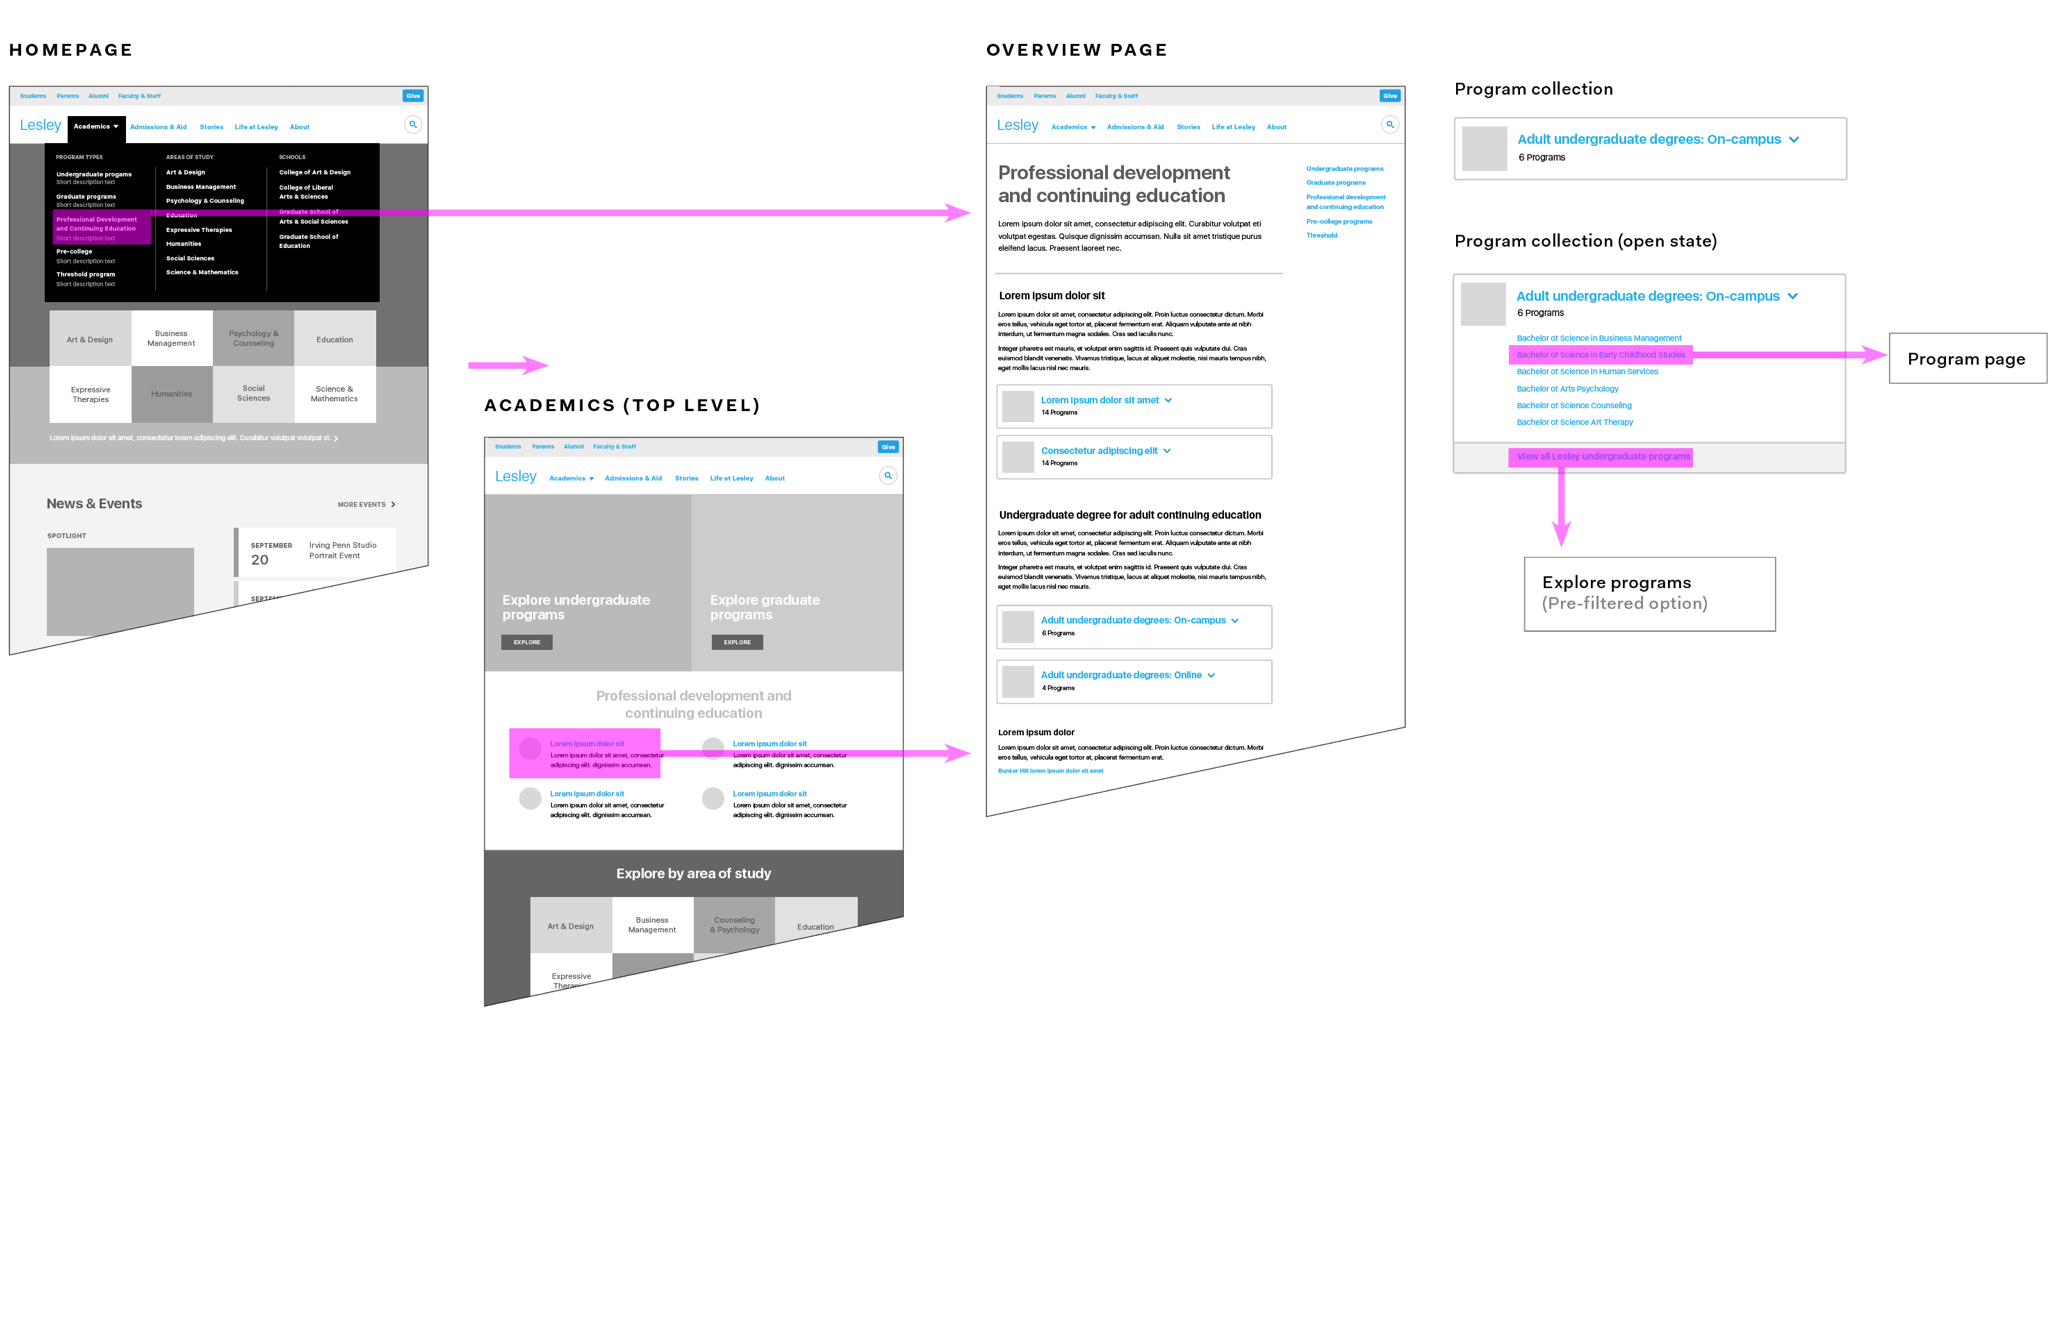 HOMEPAGE
Students Parents Alumni Faculty & Staff Give
Lesley Academics Admissions & Aid Stories Life at Lesley About
PROGRAM TYPES
Undergraduate progams
Short description text
Graduate programs
Short description text
Professional Development
and Continuing Education
Short description text
Pre-college
Short description text
Threshold program
Short description text
AREAS OF STUDY
Art & Design
Business Management
Psychology & Counseling
Education
Expressive Therapies
Humanities
Social Sciences
Science & Mathematics
SCHOOLS
College of Art & Design
College of Liberal
Arts & Sciences
Graduate School of
Arts & Social Sciences
Graduate School of
Education
Art & Design
Business
Management
Psychology &
Counseling
Education
Expressive
Therapies
Humanities
Social
Sciences
Science &
Mathematics
Lorem ipsum dolor sit amet, consectetur lorem adipiscing elit. Curabitur volutpat volutpat st.
News & Events
MORE EVENTS
SPOTLIGHT
SEPTEMBER
20
Irving Penn Studio
Portrait Event
ACADEMICS (TOP LEVEL)
Students Parents Alumni Faculty & Staff Give
Lesley Academics Admissions & Aid Stories Life at Lesley About
Explore undergraduate
programs
EXPLORE
Explore graduate
programs
EXPLORE
Professional development and
continuing education
Lorem ipsum dolor sit
Lorem ipsum dolor sit amet, consectetur
adipiscing elit. dignissim accumsan.
Lorem ipsum dolor sit
Lorem ipsum dolor sit amet, consectetur
adipiscing elit. dignissim accumsan.
Lorem ipsum dolor sit
Lorem ipsum dolor sit amet, consectetur
adipiscing elit. dignissim accumsan.
Lorem ipsum dolor sit
Lorem ipsum dolor sit amet, consectetur
adipiscing elit. dignissim accumsan.
Explore by area of study
Art & Design
Business
Management
Counseling
& Psychology
Education
Expressive
OVERVIEW PAGE
Students Parents Alumni Faculty & Staff Give
Lesley Academics Admissions & Aid Stories Life at Lesley About
Professional development
and continuing education
Lorem ipsum dolor sit amet, consectetur adipiscing elit. Curabitur volutpat eti
volutpat egestas. Quisque dignissim accumsan. Nulla sit amet tristique purus
eleifend lacus. Praesent laoreet nec.
Undergraduate programs
Graduate programs
Professional development
and continuing education
Pre-college programs
Threshold
Lorem ipsum dolor sit
Lorem ipsum dolor sit amet, consectetur adipiscing elit. Proin luctus consectetur dictum. Morbi
eros tellus, vehicula eget tortor at, placerat fermentum erat. Aliquam vulputate ante at nibh
interdum, ut fermentum magna sodales. Cras sed iaculis nunc.
Integer pharetra est mauris, et volutpat enim sagittis id. Praesent quis vulputate dui. Cras
euismod blandit venenatis. Vivamus tristique, lacus at aliquet molestie, nisi mauris tempus nibh,
eget mollis lacus nisl nec mauris.
Lorem ipsum dolor sit amet
14 Programs
Consectetur adipiscing elit
14 Programs
Undergraduate degree for adult continuing education
Lorem ipsum dolor sit amet, consectetur adipiscing elit. Proin luctus consectetur dictum. Morbi
eros tellus, vehicula eget tortor at, placerat fermentum erat. Aliquam vulputate ante at nibh
interdum, ut fermentum magna sodales. Cras sed iaculis nunc.
Integer pharetra est mauris, et volutpat enim sagittis id. Praesent quis vulputate dui. Cras
euismod blandit venenatis. Vivamus tristique, lacus at aliquet molestie, nisi mauris tempus nibh,
eget mollis lacus nisl nec mauris.
Adult undergraduate degrees: On-campus
6 Programs
Adult undergraduate degrees: Online
4 Programs
Lorem ipsum dolor
Lorem ipsum dolor sit amet, consectetur adipiscing elit. Proin luctus consectetur dictum. Morbi
eros tellus, vehicula eget tortor at, placerat fermentum erat.
Bunker Hill lorem ipsum dolor sit amet
Program collection
Adult undergraduate degrees: On-campus
6 Programs
Program collection (open state)
Adult undergraduate degrees: On-campus
6 Programs
Bachelor of Science in Business Management
Bachelor of Science in Early Childhood Studies
Bachelor of Science in Human Services
Bachelor of Arts Psychology
Bachelor of Science Counseling
Bachelor of Science Art Therapy
View all Lesley undergraduate programs
Program page
Explore programs
(Pre-filtered option)